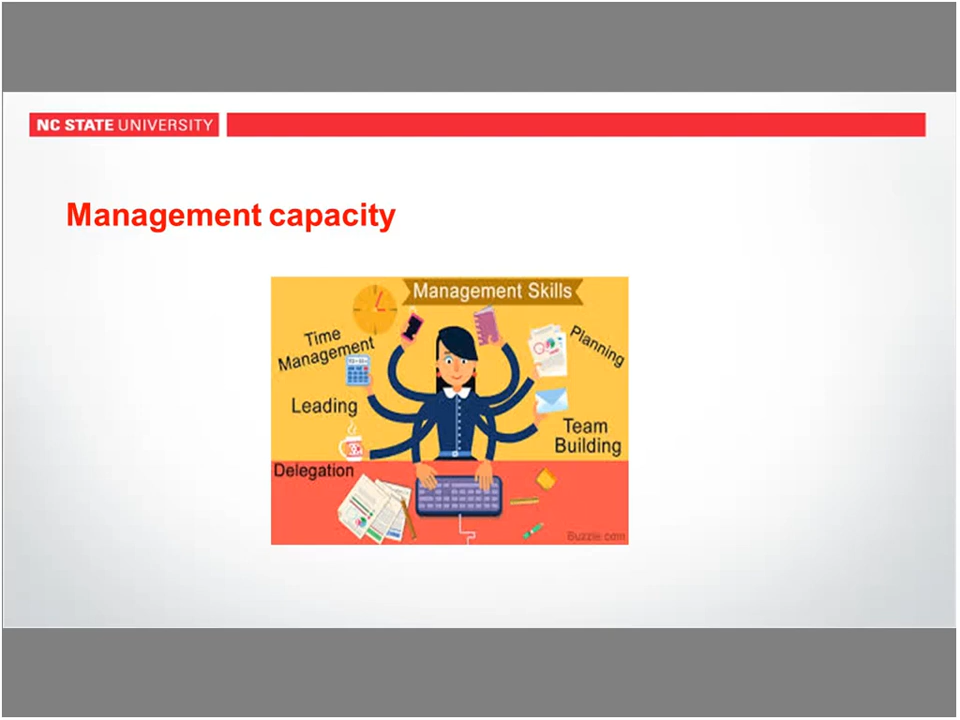 NC STATE UNIVERSITY
Management capacity
Management Skills
Time
Management
Planning
Leading
Team
Building
Delegation
Buzzle.com